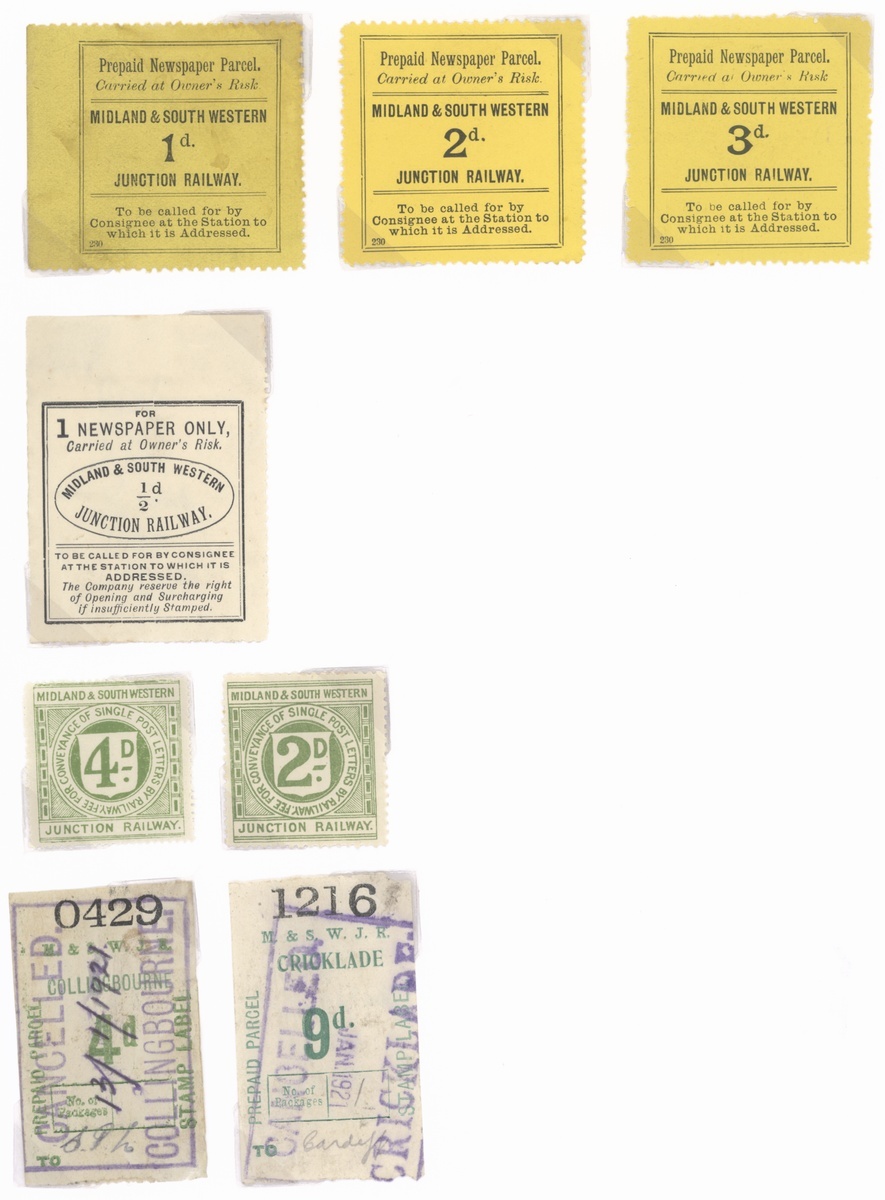 Prepaid Newspaper Parcel.
Carried at Owner's Risk.
MIDLAND & SOUTH WESTERN
1d.
JUNCTION RAILWAY.
To be called for by
Consignee at the Station to
which it is Addressed.
230
Prepaid Newspaper Parcel.
Carried at Owner's Risk.
MIDLAND & SOUTH WESTERN
2d.
JUNCTION RAILWAY.
To be called for by
Consignee at the Station to
which it is Addressed.
230
Prepaid Newspaper Parcel.
Carried at Owner's Risk
MIDLAND & SOUTH WESTERN
3d.
JUNCTION RAILWAY.
To be called for by
Consignee at the Station to
which it is Addressed.
230
FOR
1 NEWSPAPER ONLY,
Carried at Owner's Risk.
MIDLAND & SOUTH WESTERN
½d.
JUNCTION RAILWAY.
TO BE CALLED FOR BY CONSIGNEE
AT THE STATION TO WHICH IT IS
ADDRESSED.
The Company reserve the right
of Opening and Surcharging
if insufficiently Stamped.
MIDLAND & SOUTH WESTERN
FOR CONVEYANCE OF SINGLE POST LETTERS BY RAILWAY. FEE
4D.
JUNCTION RAILWAY.
MIDLAND & SOUTH WESTERN
FOR CONVEYANCE OF SINGLE POST LETTERS BY RAILWAY. FEE
2D.
JUNCTION RAILWAY.
0429
M. & S. W. J. R.
COLLINGBOURNE
4d
PREPAID PARCEL
STAMP LABEL
No. of
Packages
TO
CANCELLED.
COLLINGBOURNE.
1216
M. & S. W. J. R.
CRICKLADE
9d.
PREPAID PARCEL
STAMP LABEL
No. of
Packages
1
TO Cardiff
CANCELLED.
JAN. 1921
CRICKLADE